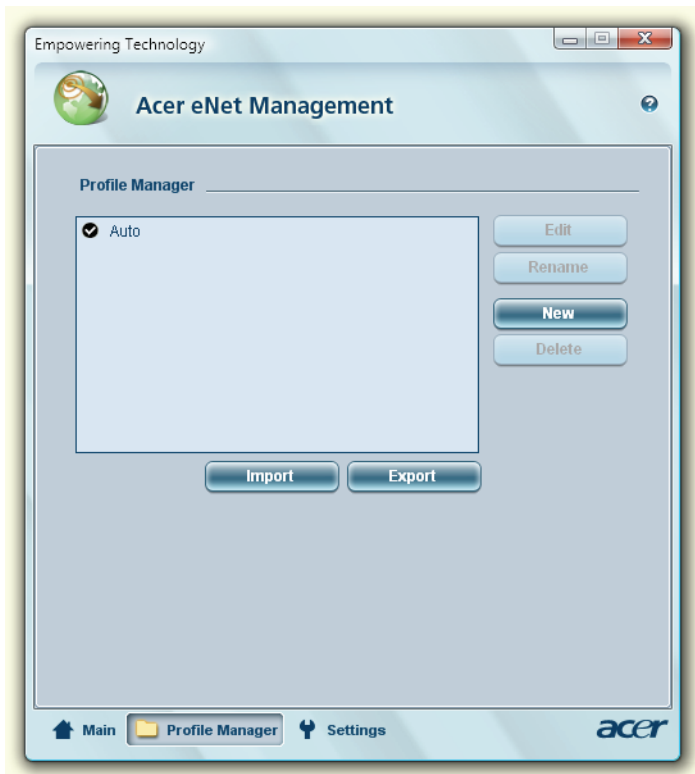 Empowering Technology
Acer eNet Management
Profile Manager
Auto
Edit
Rename
New
Delete
Import Export
Main Profile Manager Settings acer